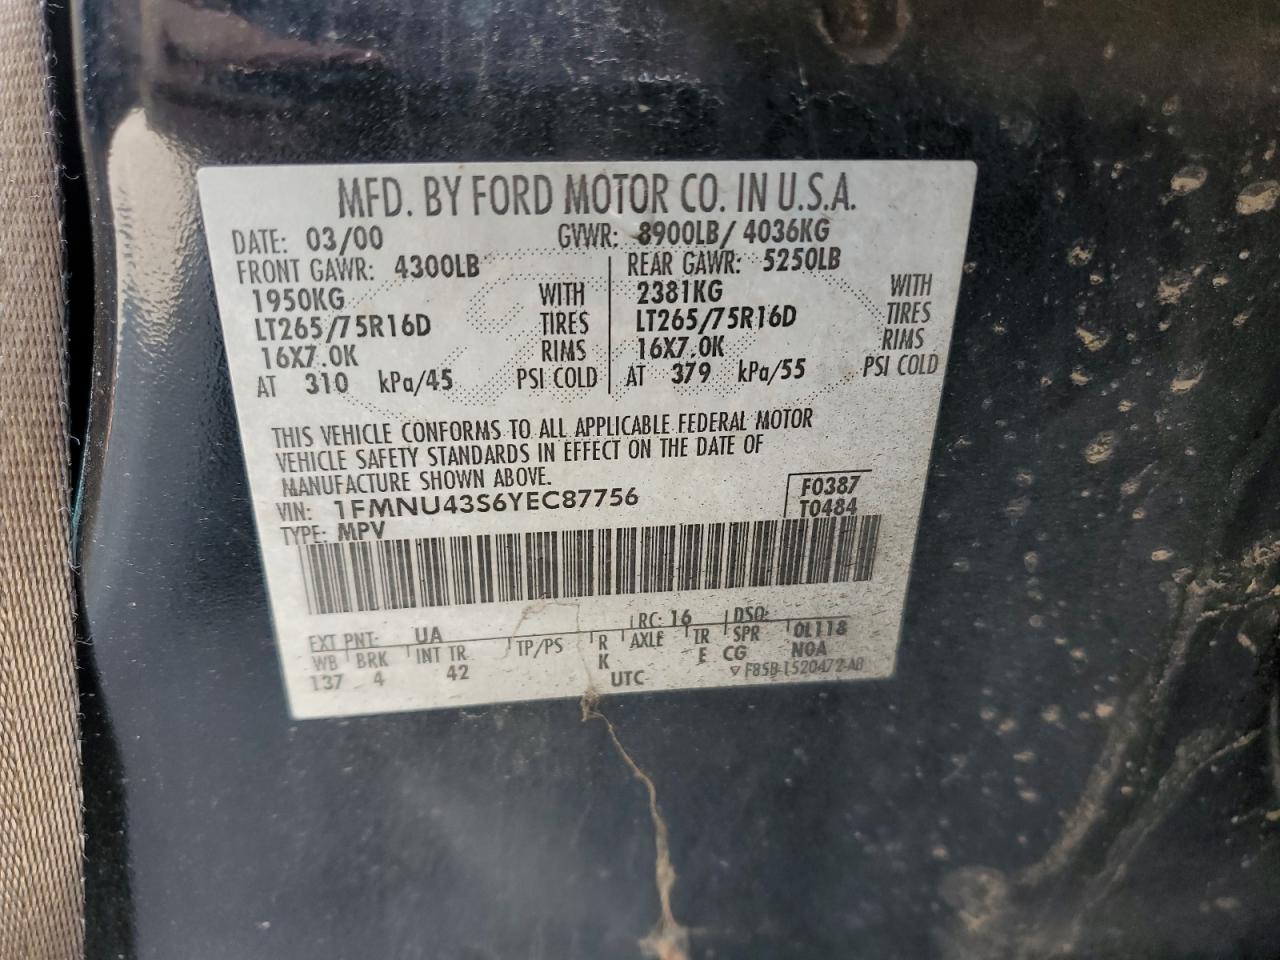 MFD. BY FORD MOTOR CO. IN U.S.A.
DATE: 03/00 GVWR: 8900LB/ 4036KG
FRONT GAWR: 4300LB REAR GAWR: 5250LB
1950KG WITH 2381KG WITH
LT265/75R16D TIRES LT265/75R16D TIRES
16X7.0K RIMS 16X7.0K RIMS
AT 310 kPa/45 PSI COLD AT 379 kPa/55 PSI COLD
THIS VEHICLE CONFORMS TO ALL APPLICABLE FEDERAL MOTOR
VEHICLE SAFETY STANDARDS IN EFFECT ON THE DATE OF
MANUFACTURE SHOWN ABOVE.
VIN: 1FMNU43S6YEC87756 F0387
TYPE: MPV T0484
EXT PNT: UA RC: 16 DSO:
WB BRK INT TR TP/PS R AXLE TR SPR OL118
K E CG NOA
137 4 42 UTC ▽ F85B-1520472-AB